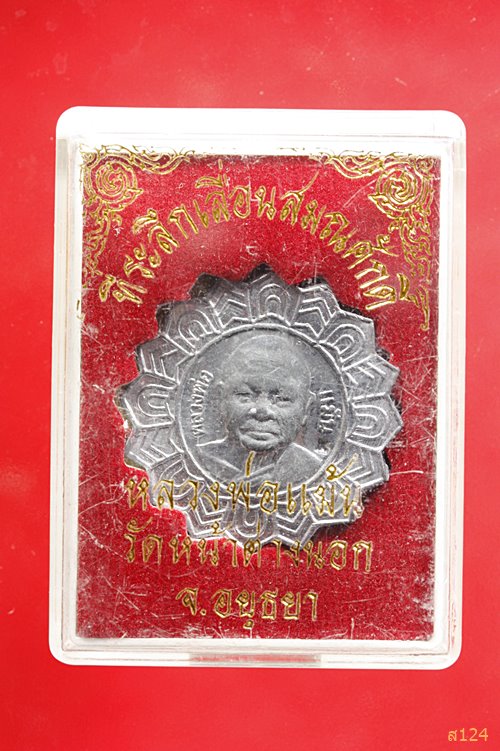 ที่ระลึกเลื่อนสมณศักดิ์
หลวงพ่อ
แม้น
หลวงพ่อแม้น
วัดหน้าต่างนอก
จ.อยุธยา
ส124